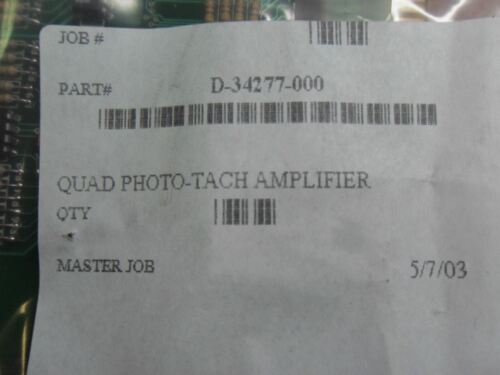 JOB #
PART# D-34277-000
QUAD PHOTO-TACH AMPLIFIER
QTY
MASTER JOB 5/7/03